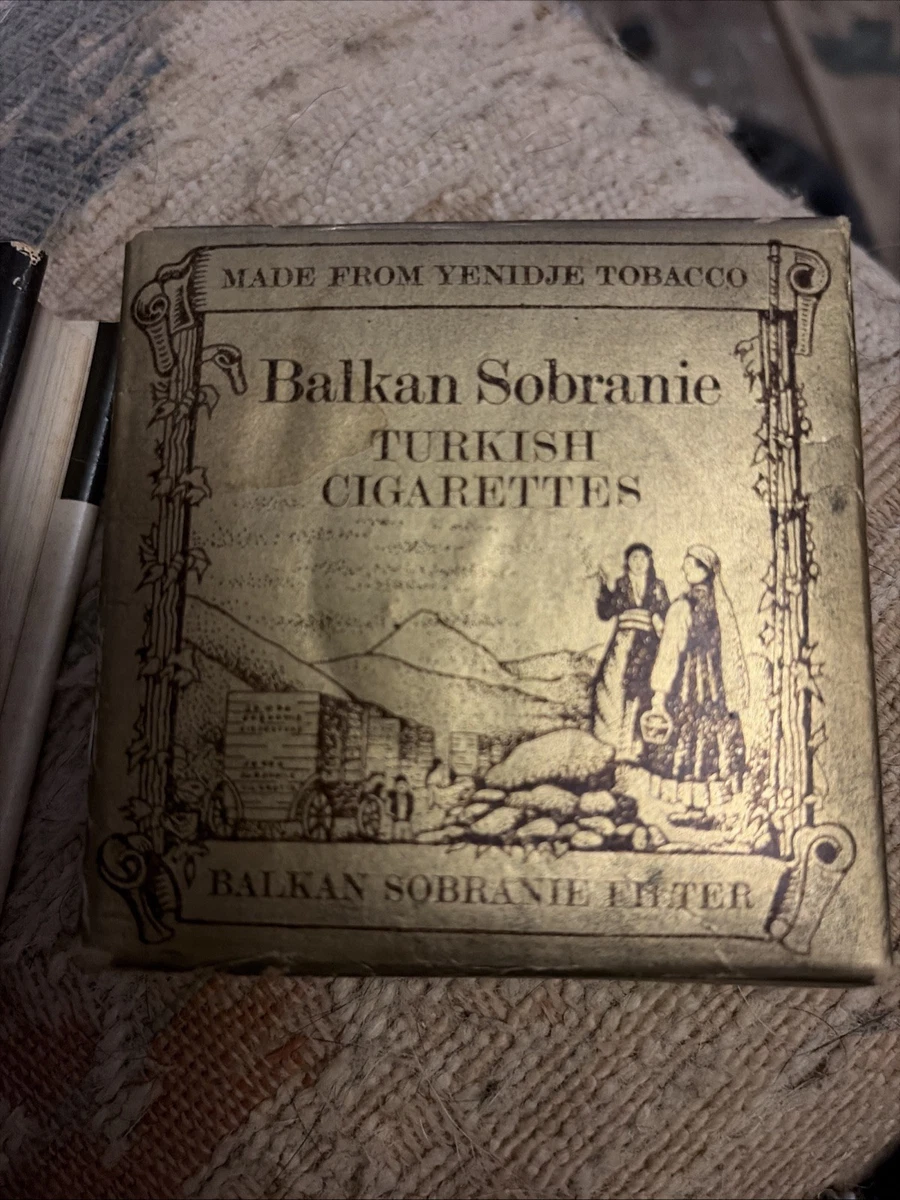 MADE FROM YENIDJE TOBACCO
Balkan Sobranie
TURKISH
CIGARETTES
BALKAN SOBRANIE FILTER